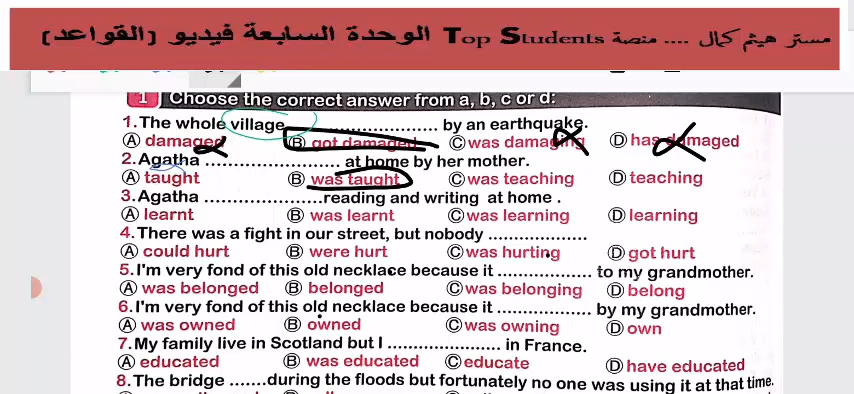 مستر هيثم كمال .... منصة Top Students الوحدة السابعة فيديو (القواعد)
1 Choose the correct answer from a, b, c or d:
1.The whole village .................. by an earthquake.
A damaged B got damaged C was damaging D has damaged
2.Agatha ........................ at home by her mother.
A taught B was taught C was teaching D teaching
3.Agatha .....................reading and writing at home .
A learnt B was learnt C was learning D learning
4.There was a fight in our street, but nobody ..................
A could hurt B were hurt C was hurting D got hurt
5.I'm very fond of this old necklace because it ................. to my grandmother.
A was belonged B belonged C was belonging D belong
6.I'm very fond of this old necklace because it ................. by my grandmother.
A was owned B owned C was owning D own
7.My family live in Scotland but I ..................... in France.
A educated B was educated C educate D have educated
8.The bridge .......during the floods but fortunately no one was using it at that time.